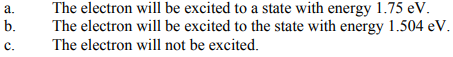 a. The electron will be excited to a state with energy 1.75 eV.
b. The electron will be excited to the state with energy 1.504 eV.
c. The electron will not be excited.